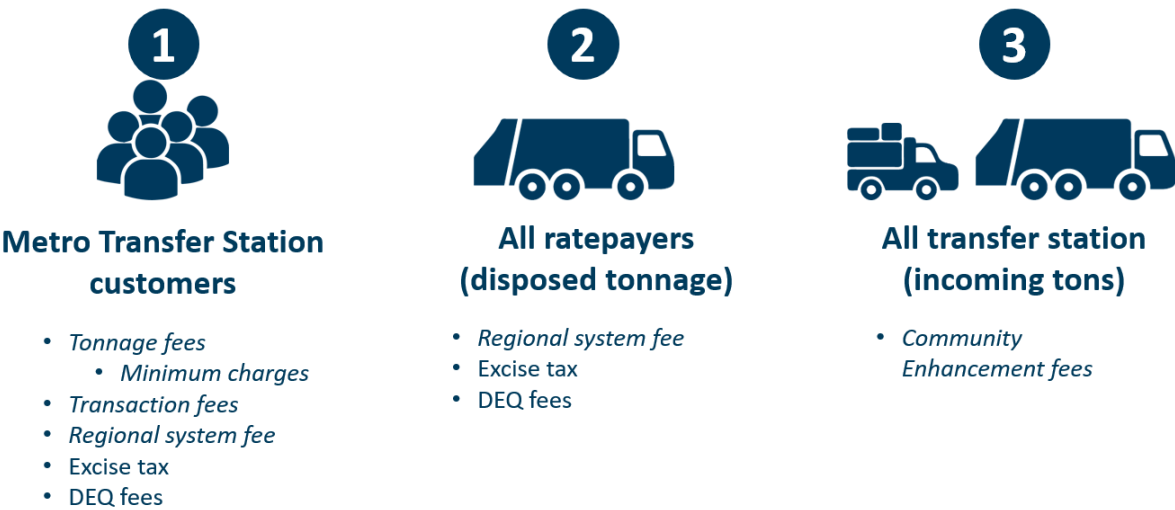 1
Metro Transfer Station
customers
• Tonnage fees
• Minimum charges
• Transaction fees
• Regional system fee
• Excise tax
• DEQ fees
2
All ratepayers
(disposed tonnage)
• Regional system fee
• Excise tax
• DEQ fees
3
All transfer station
(incoming tons)
• Community
Enhancement fees